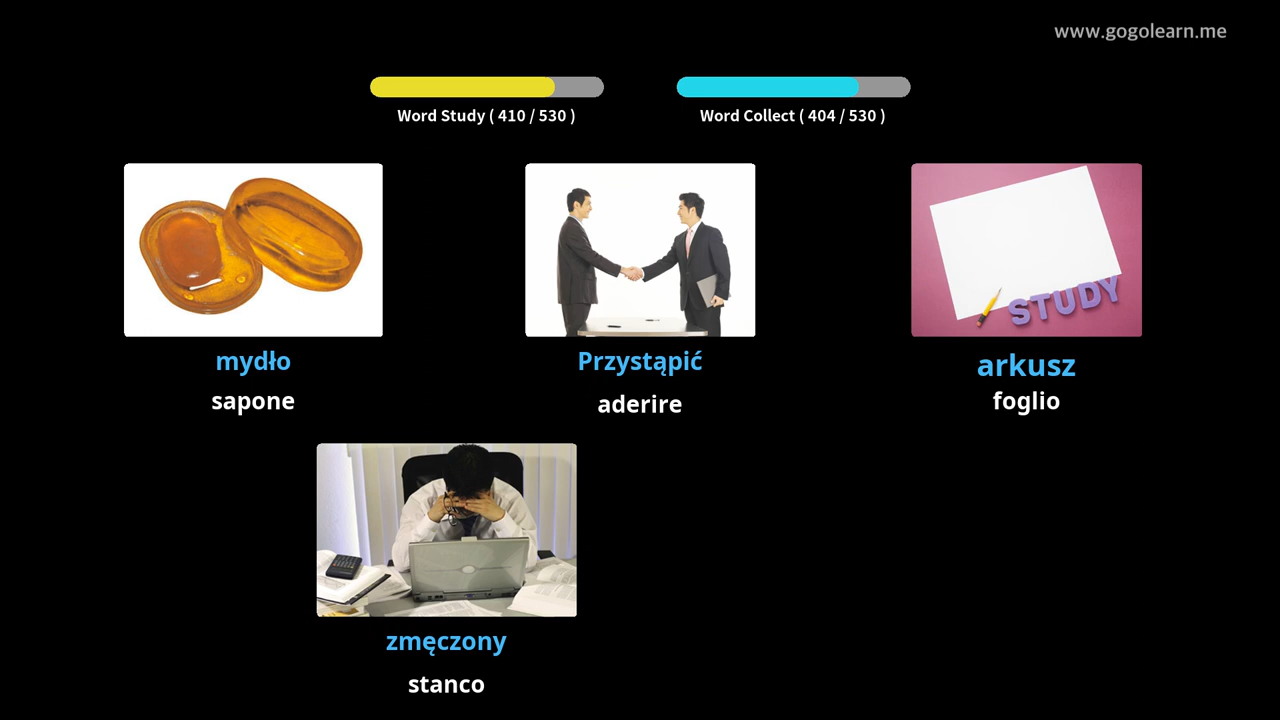 www.gogolearn.me
Word Study ( 410 / 530 )
Word Collect ( 404 / 530 )
STUDY
mydło
sapone
Przystąpić
aderire
arkusz
foglio
zmęczony
stanco